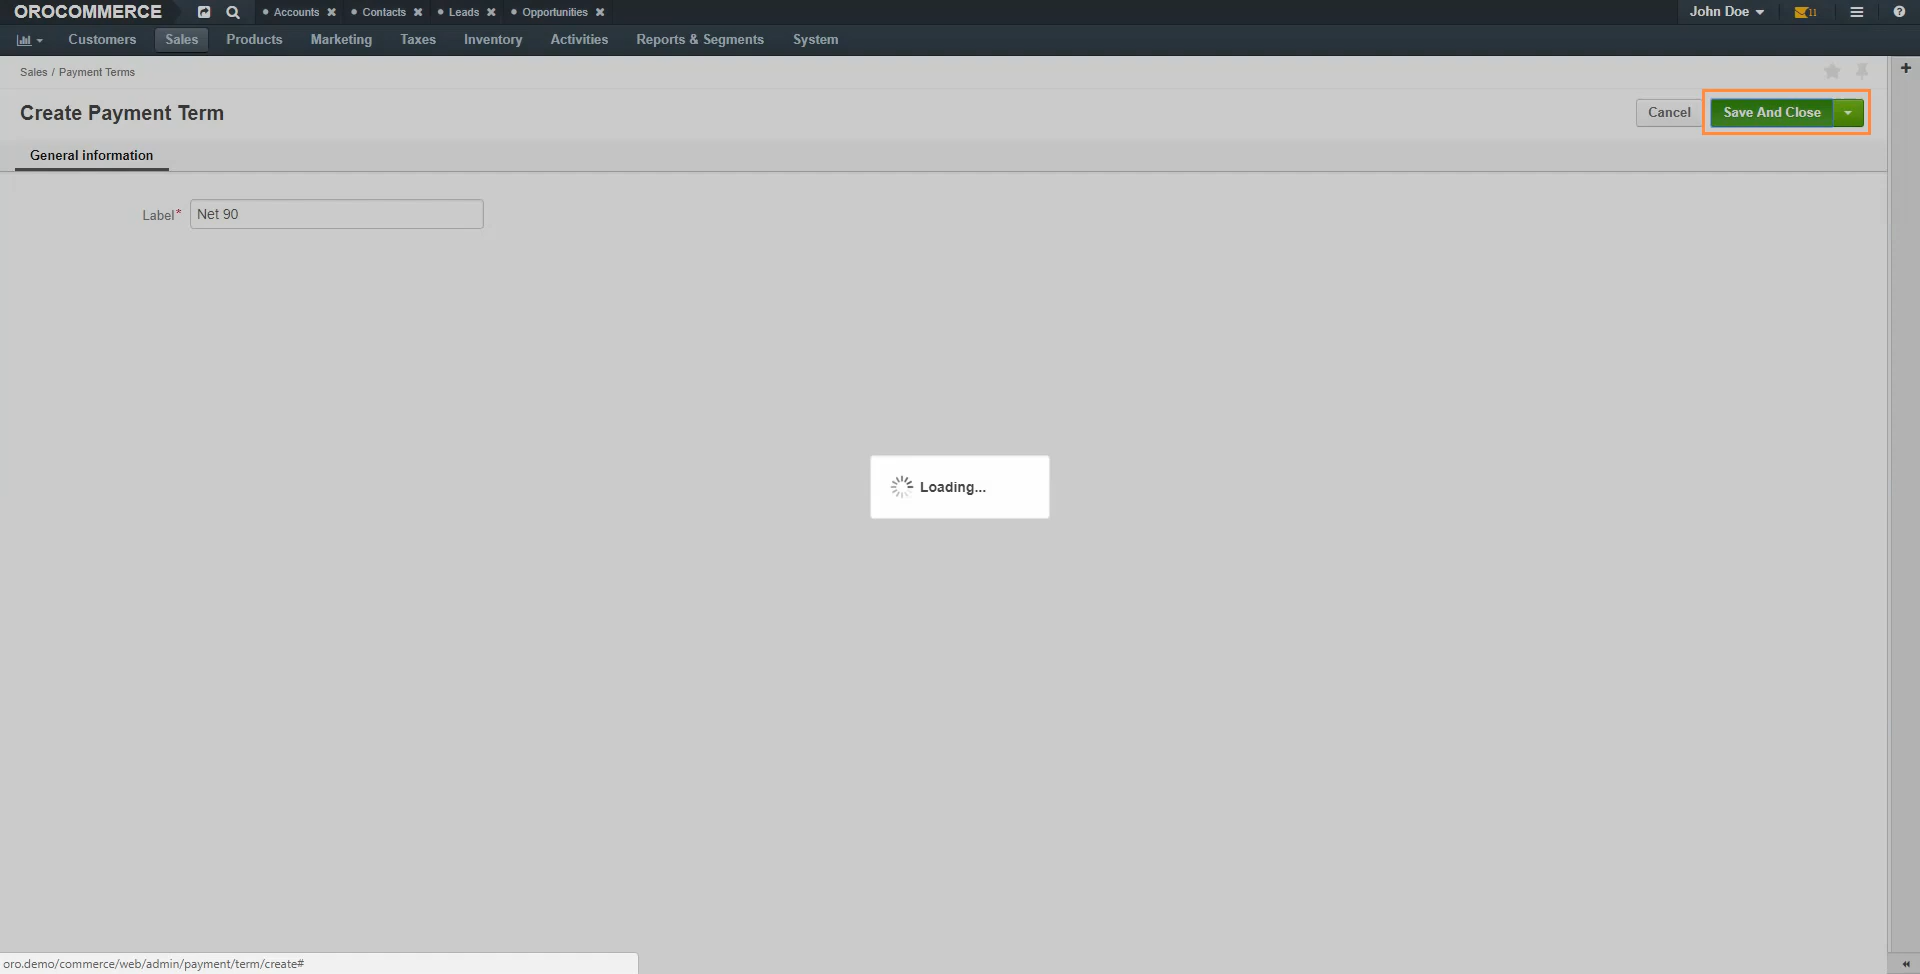 OROCOMMERCE Accounts Contacts Leads Opportunities John Doe 11
Customers Sales Products Marketing Taxes Inventory Activities Reports & Segments System
Sales / Payment Terms
Create Payment Term Cancel Save And Close
General information
Label* Net 90
Loading...
oro.demo/commerce/web/admin/payment/term/create#